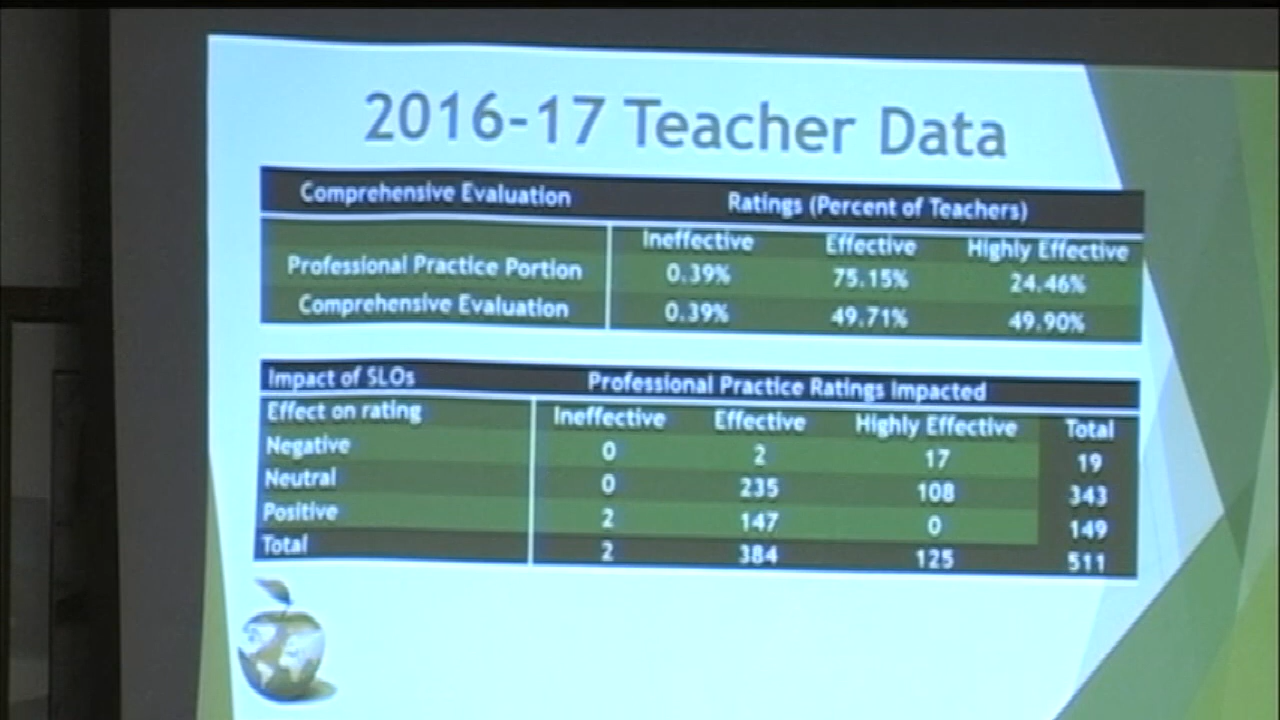 2016-17 Teacher Data
Comprehensive Evaluation Ratings (Percent of Teachers)
Ineffective Effective Highly Effective
Professional Practice Portion 0.39% 75.15% 24.46%
Comprehensive Evaluation 0.39% 49.71% 49.90%
Impact of SLOs Professional Practice Ratings Impacted
Effect on rating Ineffective Effective Highly Effective Total
Negative 0 2 17 19
Neutral 0 235 108 343
Positive 2 147 0 149
Total 2 384 125 511